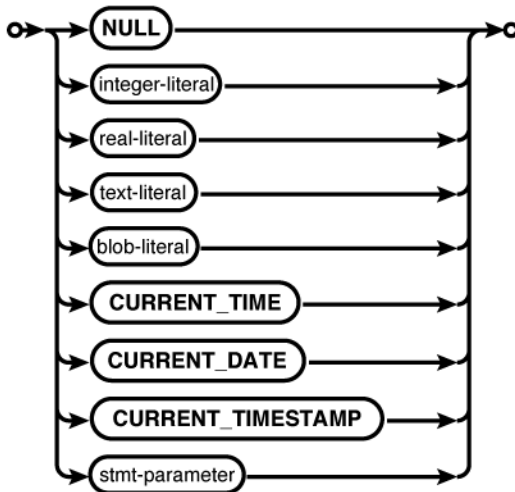 NULL
integer-literal
real-literal
text-literal
blob-literal
CURRENT_TIME
CURRENT_DATE
CURRENT_TIMESTAMP
stmt-parameter